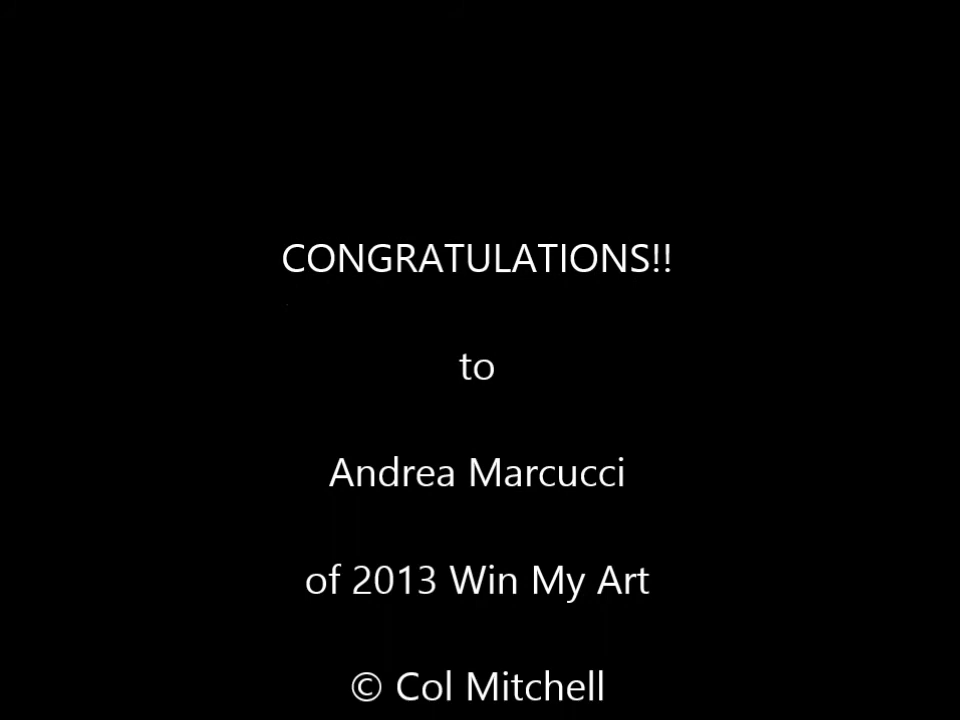 CONGRATULATIONS!!
to
Andrea Marcucci
of 2013 Win My Art
© Col Mitchell